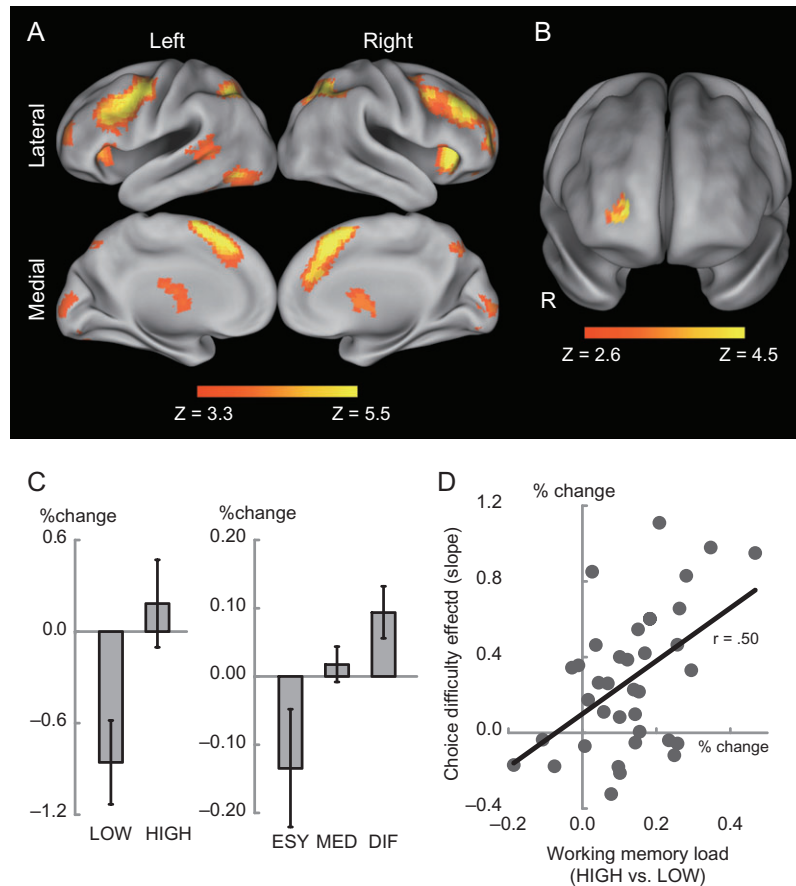 A
Left
Right
B
Lateral
Medial
R
Z = 3.3
Z = 5.5
Z = 2.6
Z = 4.5
C
%change
0.6
0.0
–0.6
–1.2
LOW
HIGH
%change
0.20
0.10
0.00
–0.10
–0.20
ESY
MED
DIF
D
% change
1.2
0.8
0.4
0.0
–0.4
Choice difficulty effectd (slope)
r = .50
% change
–0.2
0.0
0.2
0.4
Working memory load
(HIGH vs. LOW)